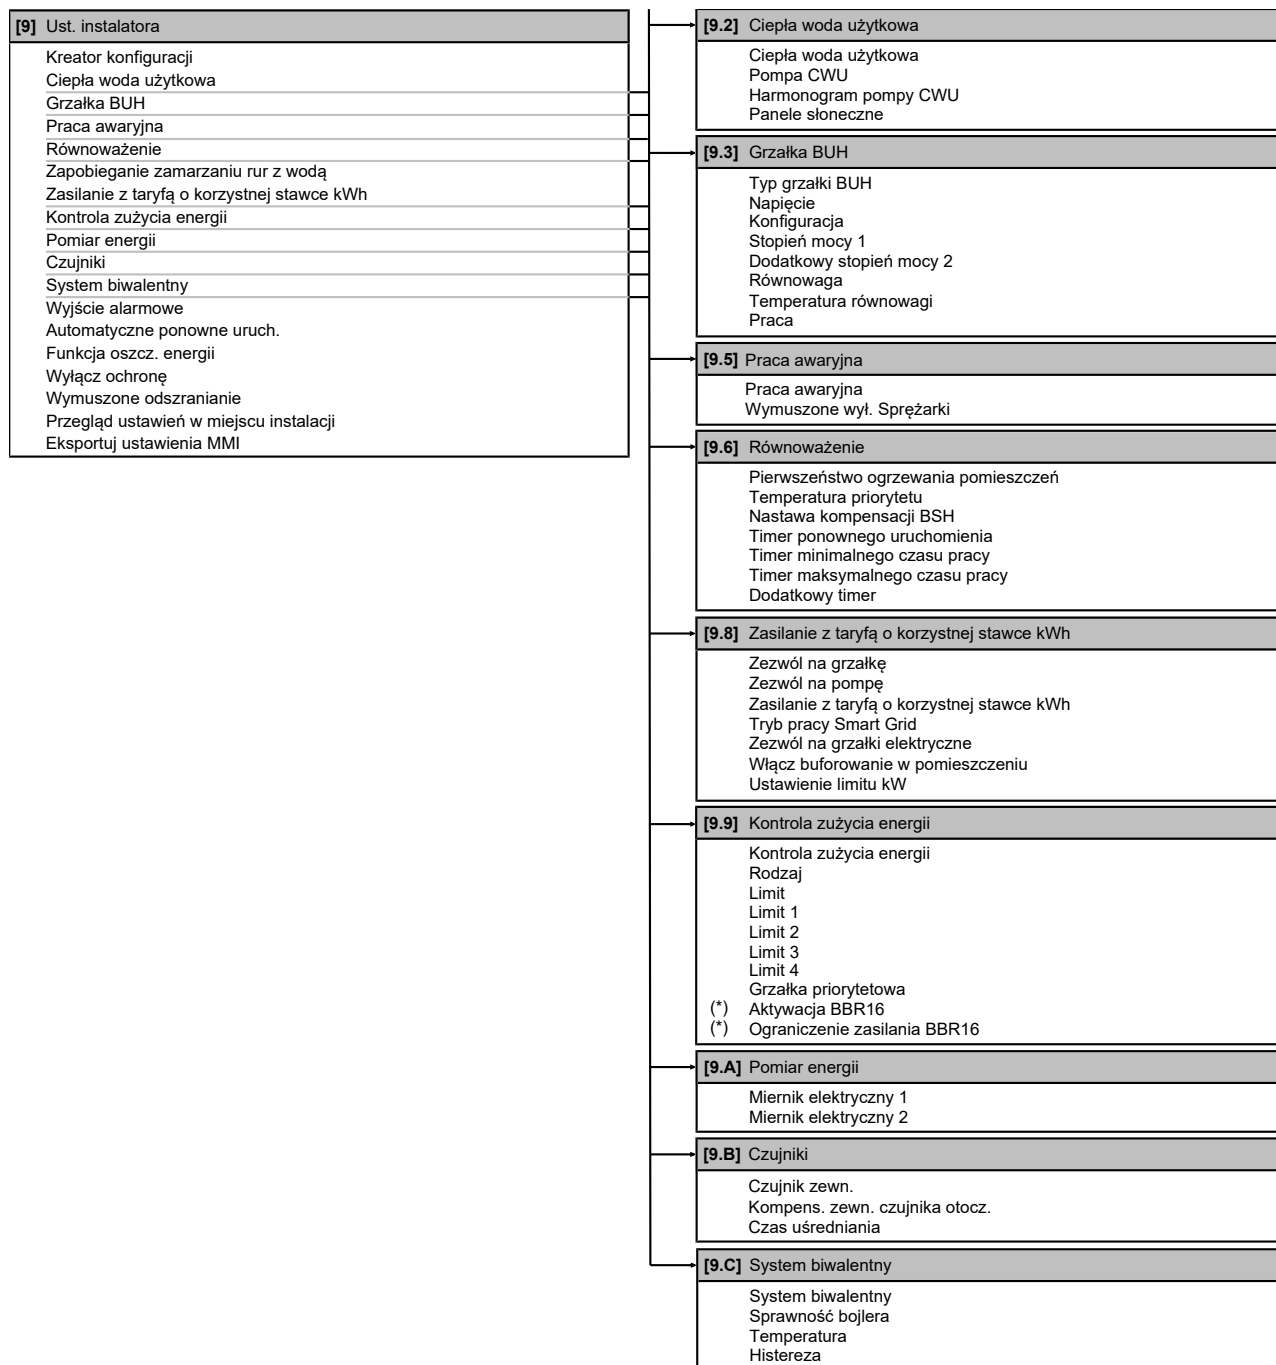 [9] Ust. instalatora
Kreator konfiguracji
Ciepła woda użytkowa
Grzałka BUH
Praca awaryjna
Równoważenie
Zapobieganie zamarzaniu rur z wodą
Zasilanie z taryfą o korzystnej stawce kWh
Kontrola zużycia energii
Pomiar energii
Czujniki
System biwalentny
Wyjście alarmowe
Automatyczne ponowne uruch.
Funkcja oszcz. energii
Wyłącz ochronę
Wymuszone odszranianie
Przegląd ustawień w miejscu instalacji
Eksportuj ustawienia MMI
[9.2] Ciepła woda użytkowa
Ciepła woda użytkowa
Pompa CWU
Harmonogram pompy CWU
Panele słoneczne
[9.3] Grzałka BUH
Typ grzałki BUH
Napięcie
Konfiguracja
Stopień mocy 1
Dodatkowy stopień mocy 2
Równowaga
Temperatura równowagi
Praca
[9.5] Praca awaryjna
Praca awaryjna
Wymuszone wył. Sprężarki
[9.6] Równoważenie
Pierwszeństwo ogrzewania pomieszczeń
Temperatura priorytetu
Nastawa kompensacji BSH
Timer ponownego uruchomienia
Timer minimalnego czasu pracy
Timer maksymalnego czasu pracy
Dodatkowy timer
[9.8] Zasilanie z taryfą o korzystnej stawce kWh
Zezwól na grzałkę
Zezwól na pompę
Zasilanie z taryfą o korzystnej stawce kWh
Tryb pracy Smart Grid
Zezwól na grzałki elektryczne
Włącz buforowanie w pomieszczeniu
Ustawienie limitu kW
[9.9] Kontrola zużycia energii
Kontrola zużycia energii
Rodzaj
Limit
Limit 1
Limit 2
Limit 3
Limit 4
Grzałka priorytetowa
(*) Aktywacja BBR16
(*) Ograniczenie zasilania BBR16
[9.A] Pomiar energii
Miernik elektryczny 1
Miernik elektryczny 2
[9.B] Czujniki
Czujnik zewn.
Kompens. zewn. czujnika otocz.
Czas uśredniania
[9.C] System biwalentny
System biwalentny
Sprawność bojlera
Temperatura
Histereza